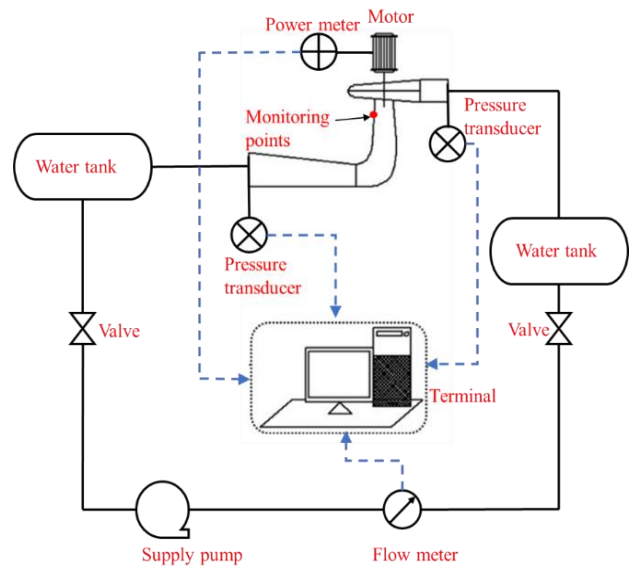 Power meter
Motor
Monitoring
points
Pressure
transducer
Water tank
Water tank
Pressure
transducer
Valve
Valve
Terminal
Supply pump
Flow meter